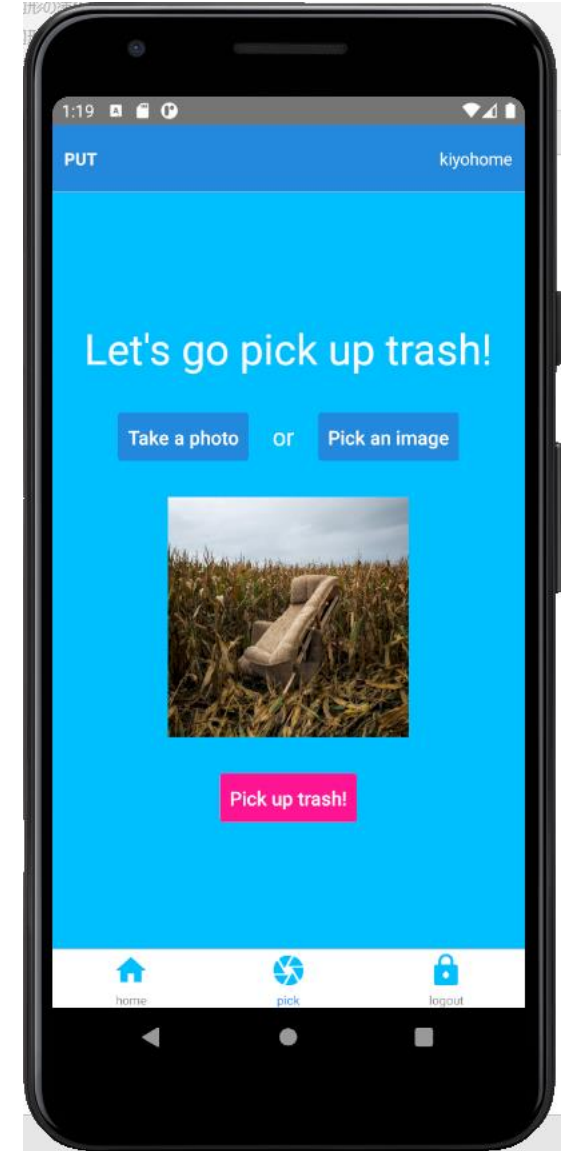 1:19
PUT kiyohome
Let's go pick up trash!
Take a photo or Pick an image
Pick up trash!
home pick logout